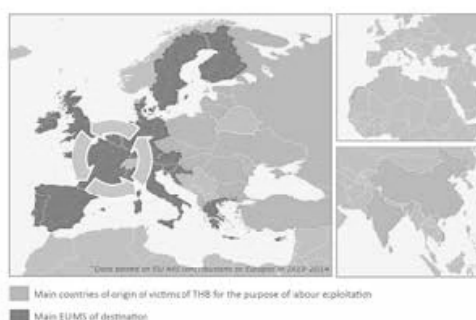 *Data based on EU MS contributions to Europol in 2013-2014
Main countries of origin of victims of THB for the purpose of labour exploitation
Main EU MS of destination